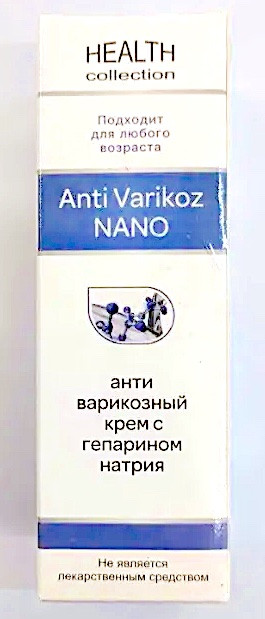 HEALTH
collection
Подходит
для любого
возраста
Anti Varikoz
NANO
анти
варикозный
крем с
гепарином
натрия
Не является
лекарственным средством